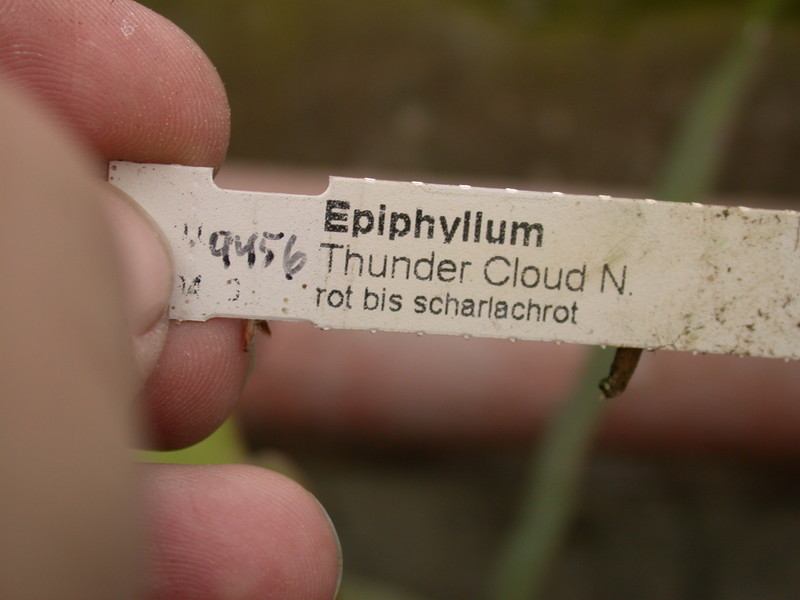 9456
Epiphyllum
Thunder Cloud N.
rot bis scharlachrot